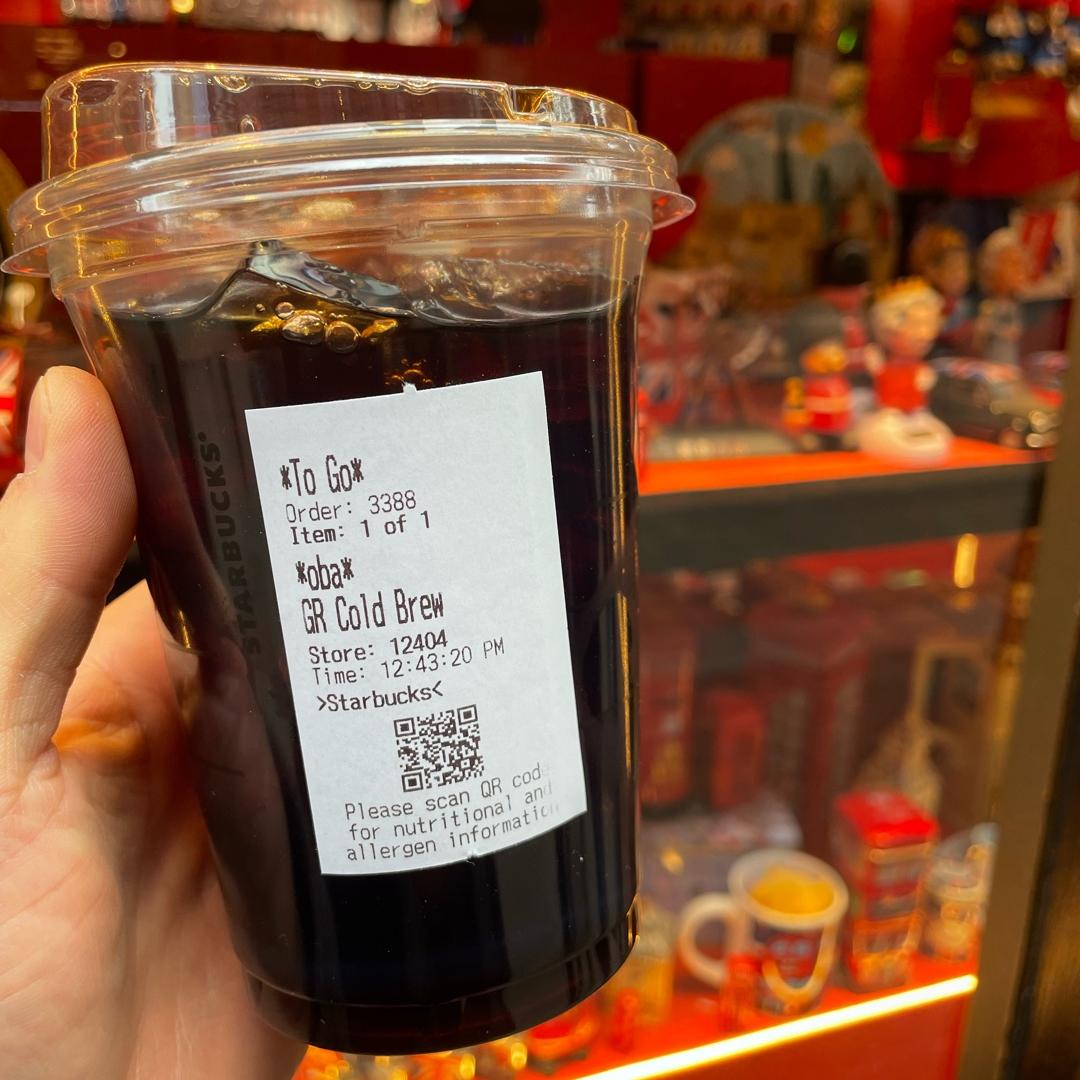 STARBUCKS®
*To Go*
Order: 3388
Item: 1 of 1
*oba*
GR Cold Brew
Store: 12404
Time: 12:43:20 PM
>Starbucks<
Please scan QR code
for nutritional and
allergen information